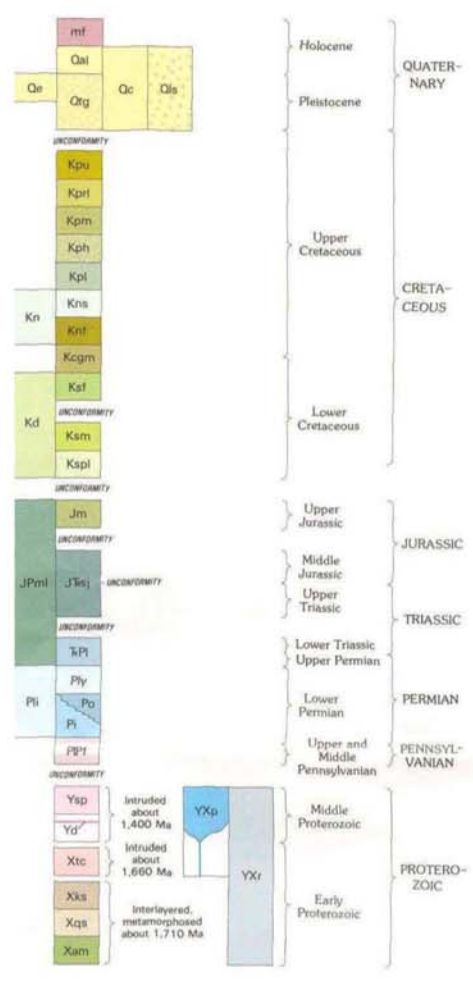 mf
Qal
Holocene
QUATER-
NARY
Qe
Qtg
Qc
Qls
Pleistocene
UNCONFORMITY
Kpu
Kprt
Kpm
Kph
Kpl
Upper
Cretaceous
CRETA-
CEOUS
Kn
Kns
Knf
Kcgm
Kd
Ksf
UNCONFORMITY
Lower
Cretaceous
Ksm
Kspl
UNCONFORMITY
Jm
Upper
Jurassic
UNCONFORMITY
JURASSIC
JPml
JTrsj
UNCONFORMITY
Middle
Jurassic
Upper
Triassic
TRIASSIC
UNCONFORMITY
TrPl
Lower Triassic
Upper Permian
Pli
Ply
Po
Pi
Lower
Permian
PERMIAN
PIPf
Upper and
Middle
Pennsylvanian
PENNSYL-
VANIAN
UNCONFORMITY
Ysp
Yd
Intruded
about
1,400 Ma
YXp
YXr
Middle
Proterozoic
PROTERO-
ZOIC
Xtc
Intruded
about
1,660 Ma
Xks
Xqs
Xam
Interlayered,
metamorphosed
about 1,710 Ma
Early
Proterozoic